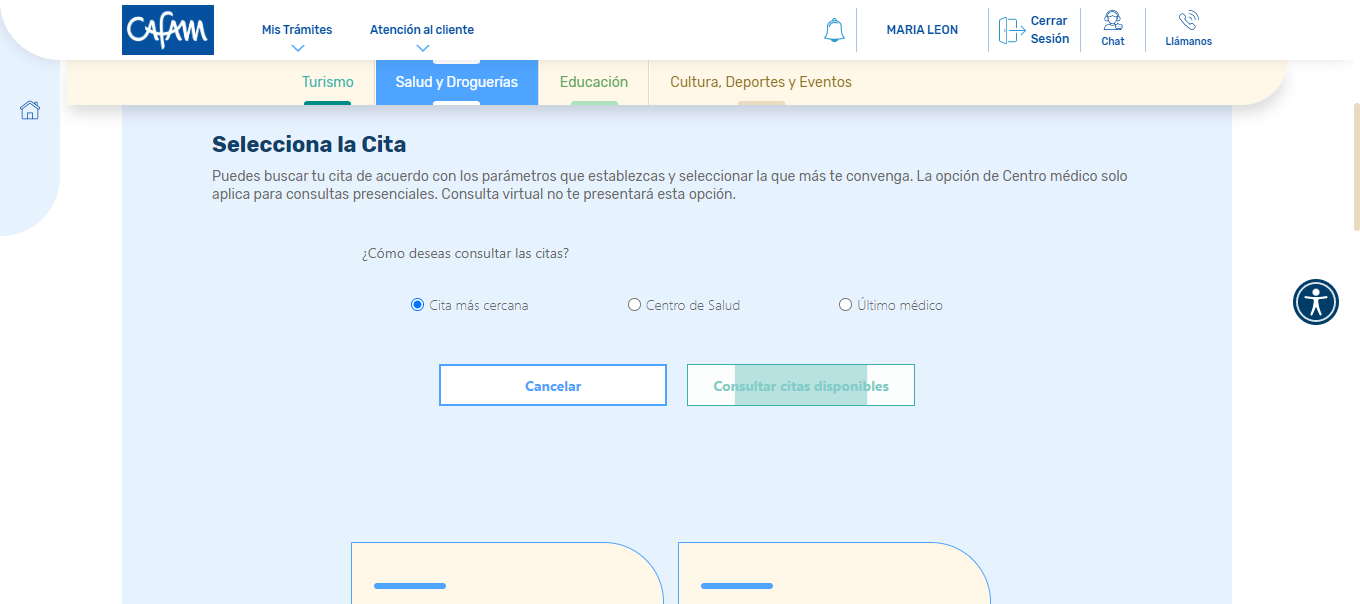 CAFAM
Mis Trámites
Atención al cliente
MARIA LEON
Cerrar
Sesión
Chat
Llámanos
Turismo
Salud y Droguerías
Educación
Cultura, Deportes y Eventos
Selecciona la Cita
Puedes buscar tu cita de acuerdo con los parámetros que establezcas y seleccionar la que más te convenga. La opción de Centro médico solo
aplica para consultas presenciales. Consulta virtual no te presentará esta opción.
¿Cómo deseas consultar las citas?
Cita más cercana
Centro de Salud
Último médico
Cancelar
Consultar citas disponibles